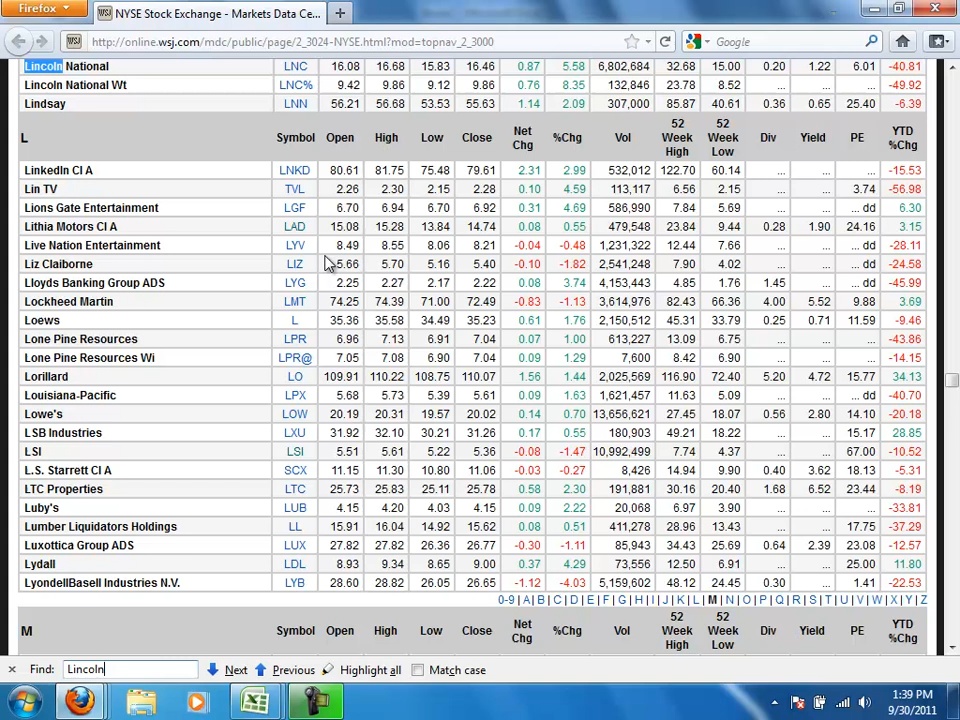 Firefox
NYSE Stock Exchange - Markets Data Ce...
http://online.wsj.com/mdc/public/page/2_3024-NYSE.html?mod=topnav_2_3000
Google
Lincoln National LNC 16.08 16.68 15.83 16.46 0.87 5.58 6,802,684 32.68 15.00 0.20 1.22 6.01 -40.81
Lincoln National Wt LNC% 9.42 9.86 9.12 9.86 0.76 8.35 132,846 23.78 8.52 ... ... ... -49.92
Lindsay LNN 56.21 56.68 53.53 55.63 1.14 2.09 307,000 85.87 40.61 0.36 0.65 25.40 -6.39
L Symbol Open High Low Close Net Chg %Chg Vol 52 Week High 52 Week Low Div Yield PE YTD %Chg
LinkedIn Cl A LNKD 80.61 81.75 75.48 79.61 2.31 2.99 532,012 122.70 60.14 ... ... ... -15.53
Lin TV TVL 2.26 2.30 2.15 2.28 0.10 4.59 113,117 6.56 2.15 ... ... 3.74 -56.98
Lions Gate Entertainment LGF 6.70 6.94 6.70 6.92 0.31 4.69 586,990 7.84 5.69 ... ... ... dd 6.30
Lithia Motors Cl A LAD 15.08 15.28 13.84 14.74 0.08 0.55 479,548 23.84 9.44 0.28 1.90 24.16 3.15
Live Nation Entertainment LYV 8.49 8.55 8.06 8.21 -0.04 -0.48 1,231,322 12.44 7.66 ... ... ... dd -28.11
Liz Claiborne LIZ 5.66 5.70 5.16 5.40 -0.10 -1.82 2,541,248 7.90 4.02 ... ... ... dd -24.58
Lloyds Banking Group ADS LYG 2.25 2.27 2.17 2.22 0.08 3.74 4,153,443 4.85 1.76 1.45 ... ... -45.99
Lockheed Martin LMT 74.25 74.39 71.00 72.49 -0.83 -1.13 3,614,976 82.43 66.36 4.00 5.52 9.88 3.69
Loews L 35.36 35.58 34.49 35.23 0.61 1.76 2,150,512 45.31 33.79 0.25 0.71 11.59 -9.46
Lone Pine Resources LPR 6.96 7.13 6.91 7.04 0.07 1.00 613,227 13.09 6.75 ... ... ... -43.86
Lone Pine Resources Wi LPR@ 7.05 7.08 6.90 7.04 0.09 1.29 7,600 8.42 6.90 ... ... ... -14.15
Lorillard LO 109.91 110.22 108.75 110.07 1.56 1.44 2,025,569 116.90 72.40 5.20 4.72 15.77 34.13
Louisiana-Pacific LPX 5.68 5.73 5.39 5.61 0.09 1.63 1,621,457 11.63 5.09 ... ... ... dd -40.70
Lowe's LOW 20.19 20.31 19.57 20.02 0.14 0.70 13,656,621 27.45 18.07 0.56 2.80 14.10 -20.18
LSB Industries LXU 31.92 32.10 30.21 31.26 0.17 0.55 180,903 49.21 18.22 ... ... 15.17 28.85
LSI LSI 5.51 5.61 5.22 5.36 -0.08 -1.47 10,992,499 7.74 4.37 ... ... 67.00 -10.52
L.S. Starrett Cl A SCX 11.15 11.30 10.80 11.06 -0.03 -0.27 8,426 14.94 9.90 0.40 3.62 18.13 -5.31
LTC Properties LTC 25.73 25.83 25.11 25.78 0.58 2.30 191,881 30.16 20.40 1.68 6.52 23.44 -8.19
Luby's LUB 4.15 4.20 4.03 4.15 0.09 2.22 20,068 6.97 3.90 ... ... ... -33.81
Lumber Liquidators Holdings LL 15.91 16.04 14.92 15.62 0.08 0.51 411,278 28.96 13.43 ... ... 17.75 -37.29
Luxottica Group ADS LUX 27.82 27.82 26.36 26.77 -0.30 -1.11 85,943 34.43 25.69 0.64 2.39 23.08 -12.57
Lydall LDL 8.93 9.34 8.65 9.00 0.37 4.29 73,556 12.50 6.91 ... ... 25.00 11.80
LyondellBasell Industries N.V. LYB 28.60 28.82 26.05 26.65 -1.12 -4.03 5,159,602 48.12 24.45 0.30 ... 1.41 -22.53
0-9 | A | B | C | D | E | F | G | H | I | J | K | L | M | N | O | P | Q | R | S | T | U | V | W | X | Y | Z
M Symbol Open High Low Close Net Chg %Chg Vol 52 Week High 52 Week Low Div Yield PE YTD %Chg
Find: Lincoln Next Previous Highlight all Match case
1:39 PM
9/30/2011